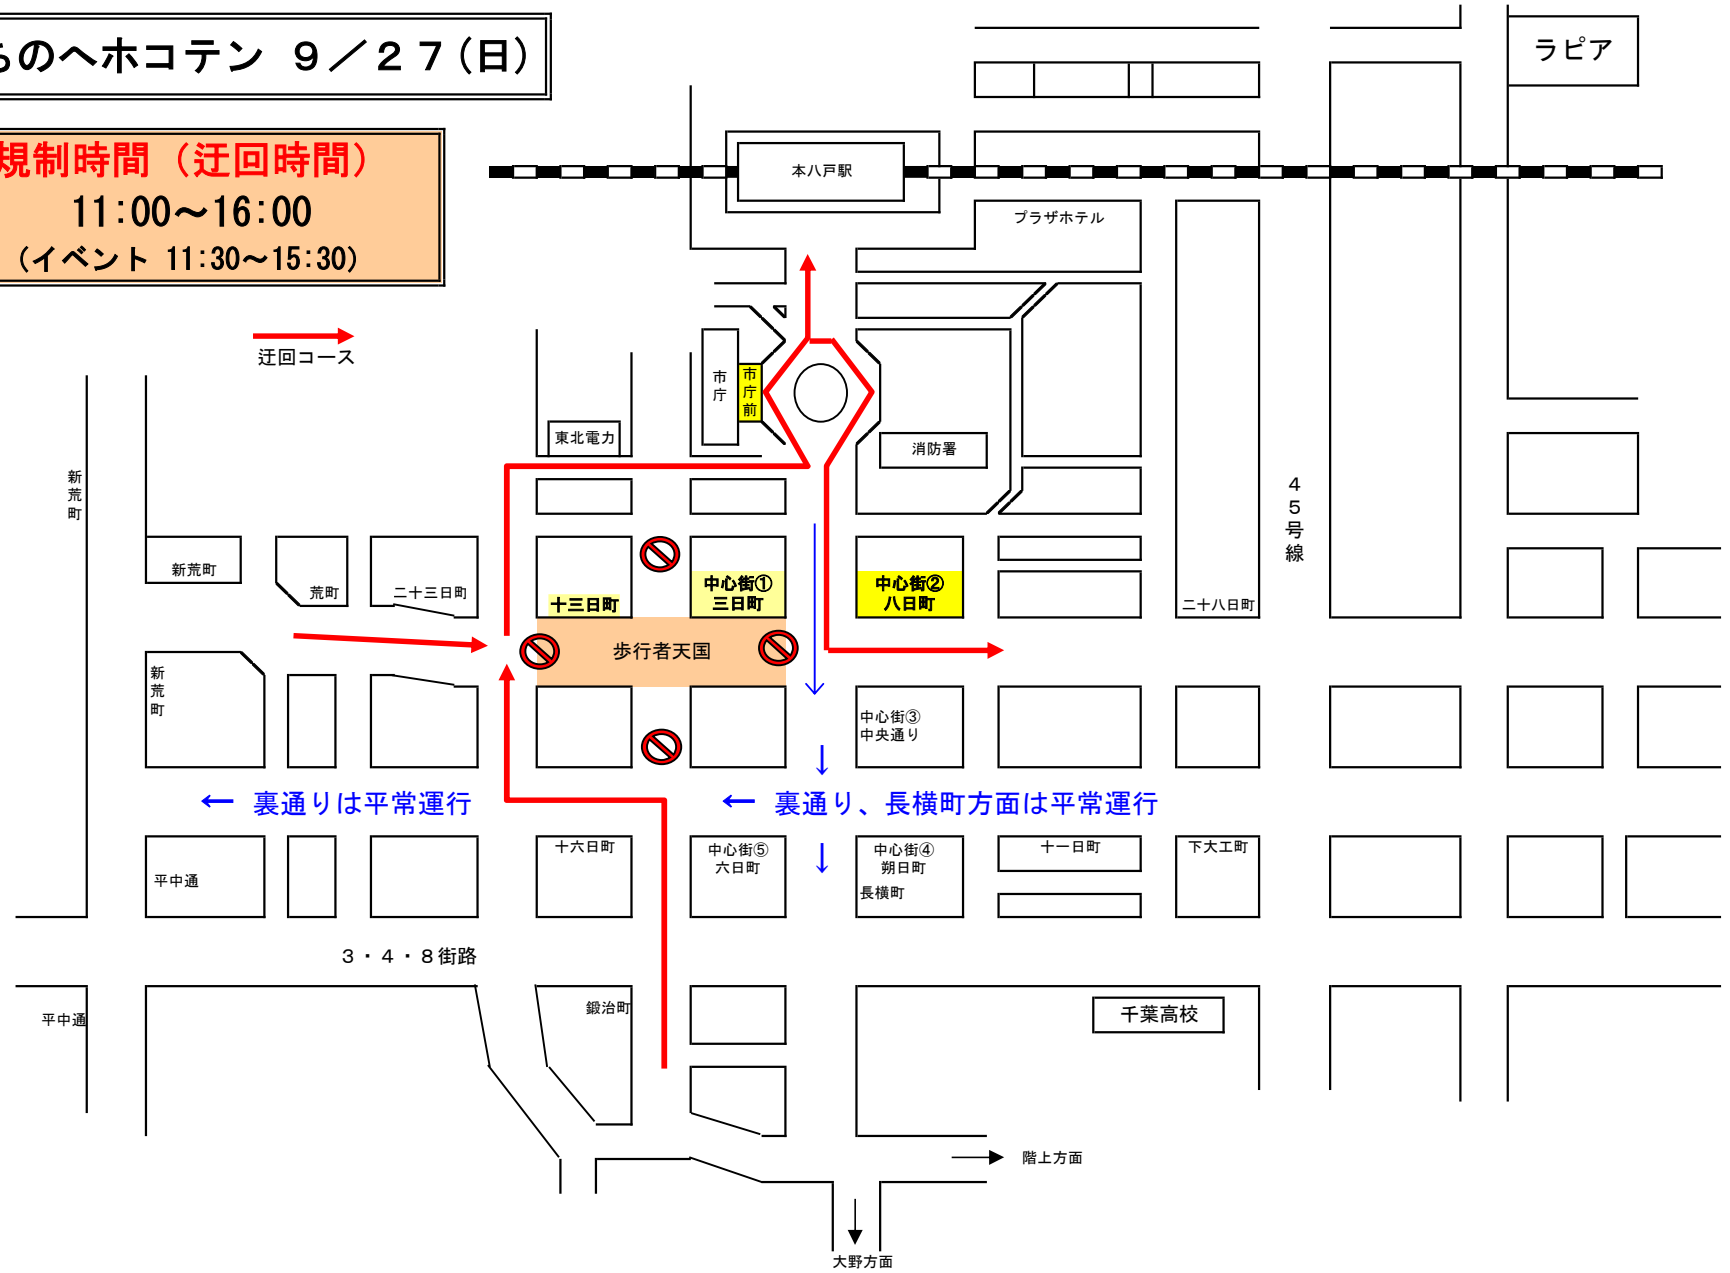 ちのへホコテン ９／２７(日)
規制時間（迂回時間）
11：00～16：00
（イベント 11：30～15：30）
迂回コース
ラピア
本八戸駅
プラザホテル
市庁
市庁前
東北電力
消防署
新荒町
４５号線
新荒町
荒町
二十三日町
十三日町
中心街①
三日町
中心街②
八日町
二十八日町
歩行者天国
新荒町
中心街③
中央通り
← 裏通りは平常運行
← 裏通り、長横町方面は平常運行
平中通
十六日町
中心街⑤
六日町
中心街④
朔日町
長横町
十一日町
下大工町
３・４・８街路
平中通
鍛冶町
千葉高校
階上方面
大野方面